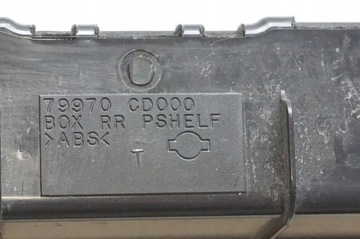 79970 CD000
BOX RR PSHELF
>ABS<
T